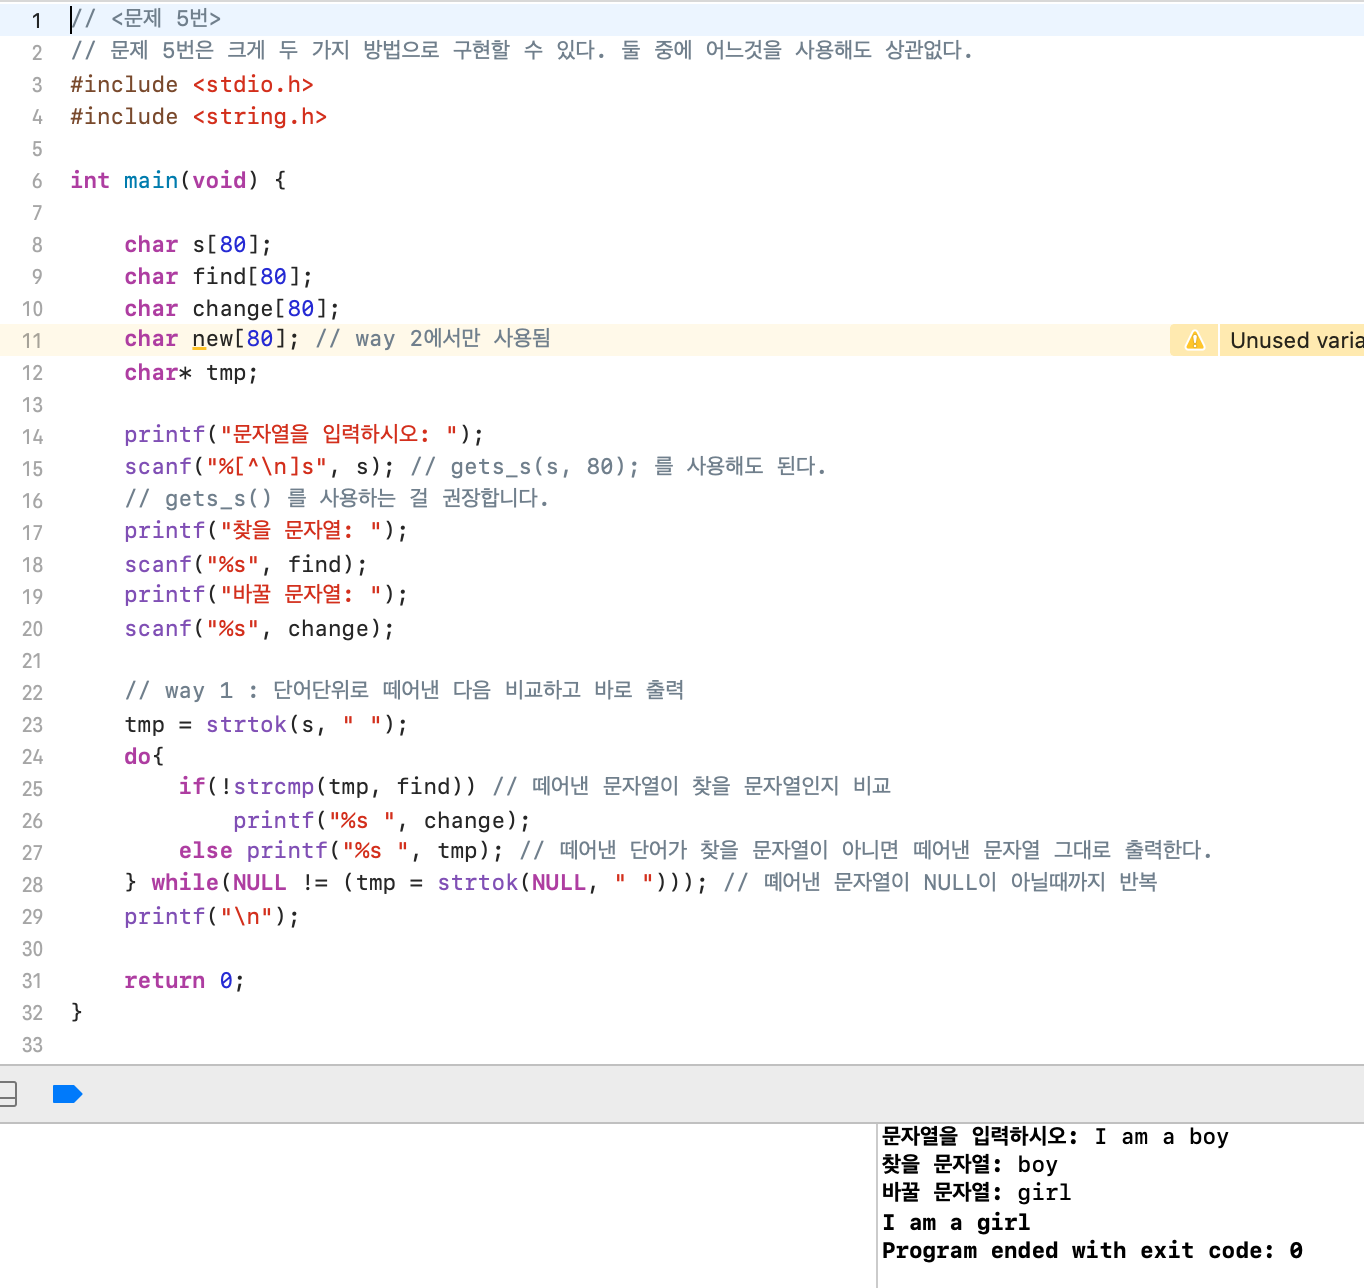 1 // <문제 5번>
2 // 문제 5번은 크게 두 가지 방법으로 구현할 수 있다. 둘 중에 어느것을 사용해도 상관없다.
3 #include <stdio.h>
4 #include <string.h>
5
6 int main(void) {
7
8     char s[80];
9     char find[80];
10     char change[80];
11     char new[80]; // way 2에서만 사용됨 Unused varia
12     char* tmp;
13
14     printf("문자열을 입력하시오: ");
15     scanf("%[^\n]s", s); // gets_s(s, 80); 를 사용해도 된다.
16     // gets_s() 를 사용하는 걸 권장합니다.
17     printf("찾을 문자열: ");
18     scanf("%s", find);
19     printf("바꿀 문자열: ");
20     scanf("%s", change);
21
22     // way 1 : 단어단위로 떼어낸 다음 비교하고 바로 출력
23     tmp = strtok(s, " ");
24     do{
25         if(!strcmp(tmp, find)) // 떼어낸 문자열이 찾을 문자열인지 비교
26             printf("%s ", change);
27         else printf("%s ", tmp); // 떼어낸 단어가 찾을 문자열이 아니면 떼어낸 문자열 그대로 출력한다.
28     } while(NULL != (tmp = strtok(NULL, " "))); // 뗴어낸 문자열이 NULL이 아닐때까지 반복
29     printf("\n");
30
31     return 0;
32 }
33
문자열을 입력하시오: I am a boy
찾을 문자열: boy
바꿀 문자열: girl
I am a girl
Program ended with exit code: 0